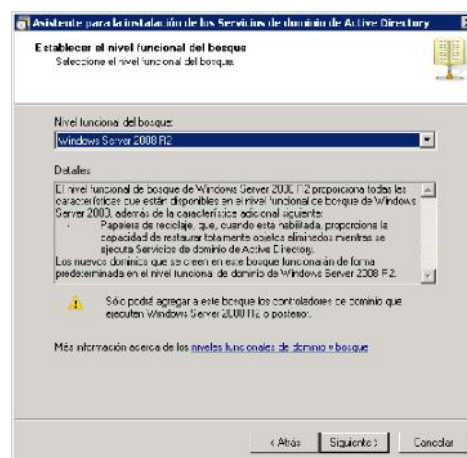 Asistente para la instalación de los Servicios de dominio de Active Directory
Establecer el nivel funcional del bosque
Seleccione el nivel funcional del bosque.
Nivel funcional del bosque:
Windows Server 2008 R2
Detalles:
El nivel funcional de bosque de Windows Server 2008 R2 proporciona todas las
características que están disponibles en el nivel funcional de bosque de Windows
Server 2003, además de la característica adicional siguiente:
- Papelera de reciclaje, que, cuando está habilitada, proporciona la
capacidad de restaurar totalmente objetos eliminados mientras se
ejecuta Servicios de dominio de Active Directory.
Los nuevos dominios que se creen en este bosque funcionarán de forma
predeterminada en el nivel funcional de dominio de Windows Server 2008 R2.
Sólo podrá agregar a este bosque los controladores de dominio que
ejecuten Windows Server 2008 R2 o posterior.
Más información acerca de los niveles funcionales de dominio y bosque
< Atrás
Siguiente >
Cancelar